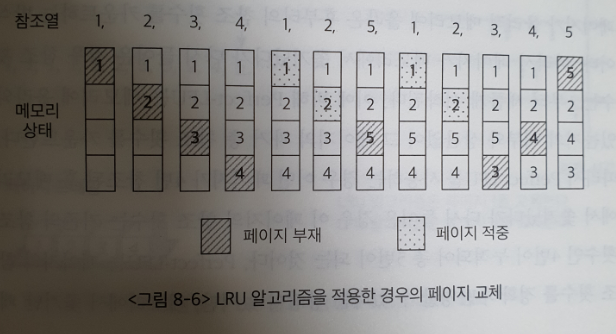 참조열 1, 2, 3, 4, 1, 2, 5, 1, 2, 3, 4, 5
1 1 1 1 1 1 1 1 1 1 1 5
2 2 2 2 2 2 2 2 2 2 2
메모리
상태
3 3 3 3 5 5 5 5 4 4
4 4 4 4 4 4 3 3 3
페이지 부재 페이지 적중
<그림 8-6> LRU 알고리즘을 적용한 경우의 페이지 교체